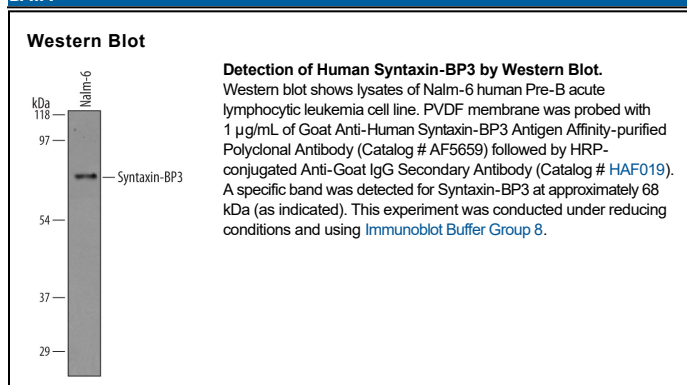 Western Blot
Detection of Human Syntaxin-BP3 by Western Blot.
Western blot shows lysates of Nalm-6 human Pre-B acute
lymphocytic leukemia cell line. PVDF membrane was probed with
1 µg/mL of Goat Anti-Human Syntaxin-BP3 Antigen Affinity-purified
Polyclonal Antibody (Catalog # AF5659) followed by HRP-
conjugated Anti-Goat IgG Secondary Antibody (Catalog # HAF019).
A specific band was detected for Syntaxin-BP3 at approximately 68
kDa (as indicated). This experiment was conducted under reducing
conditions and using Immunoblot Buffer Group 8.
Nalm-6
kDa
118
97
Syntaxin-BP3
54
37
29